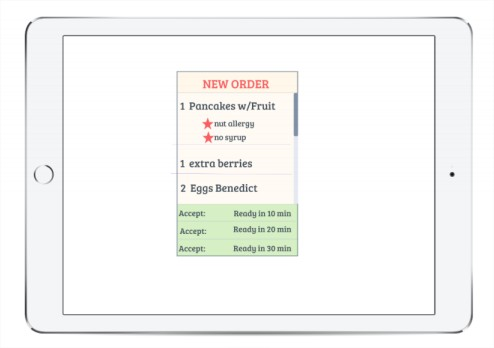 NEW ORDER
1 Pancakes w/Fruit
nut allergy
no syrup
1 extra berries
2 Eggs Benedict
Accept: Ready in 10 min
Accept: Ready in 20 min
Accept: Ready in 30 min